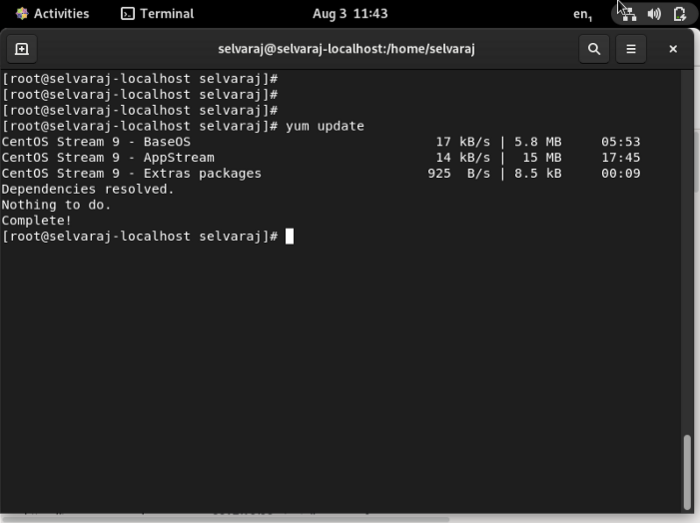 Activities Terminal Aug 3 11:43 en1
selvaraj@selvaraj-localhost:/home/selvaraj
[root@selvaraj-localhost selvaraj]#
[root@selvaraj-localhost selvaraj]#
[root@selvaraj-localhost selvaraj]#
[root@selvaraj-localhost selvaraj]# yum update
CentOS Stream 9 - BaseOS 17 kB/s | 5.8 MB 05:53
CentOS Stream 9 - AppStream 14 kB/s | 15 MB 17:45
CentOS Stream 9 - Extras packages 925 B/s | 8.5 kB 00:09
Dependencies resolved.
Nothing to do.
Complete!
[root@selvaraj-localhost selvaraj]#